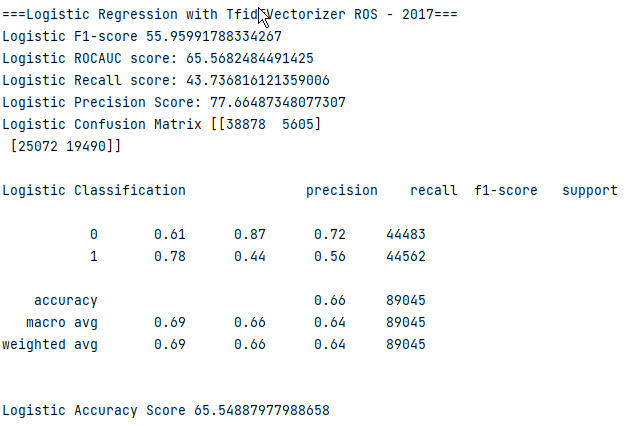 ===Logistic Regression with TfidfVectorizer ROS - 2017===
Logistic F1-score 55.95991788334267
Logistic ROCAUC score: 65.5682484491425
Logistic Recall score: 43.736816121359006
Logistic Precision Score: 77.66487348077307
Logistic Confusion Matrix [[38878  5605]
 [25072 19490]]
Logistic Classification               precision    recall  f1-score   support
           0       0.61      0.87      0.72     44483
           1       0.78      0.44      0.56     44562
    accuracy                           0.66     89045
   macro avg       0.69      0.66      0.64     89045
weighted avg       0.69      0.66      0.64     89045
Logistic Accuracy Score 65.54887977988658